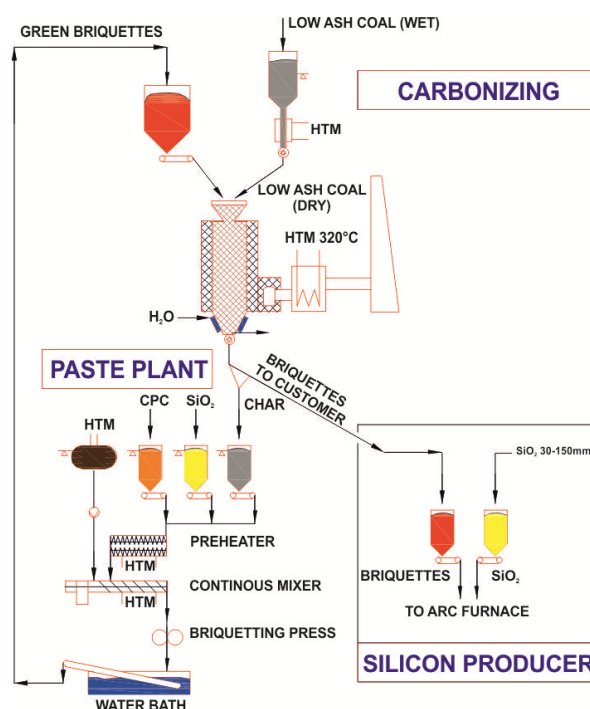 GREEN BRIQUETTES
LOW ASH COAL (WET)
CARBONIZING
HTM
LOW ASH COAL
(DRY)
HTM 320°C
H₂O
BRIQUETTES
TO CUSTOMER
PASTE PLANT
CHAR
CPC
SiO₂
HTM
SiO₂ 30-150mm
PREHEATER
HTM
CONTINOUS MIXER
HTM
BRIQUETTES
SiO₂
TO ARC FURNACE
BRIQUETTING PRESS
SILICON PRODUCER
WATER BATH